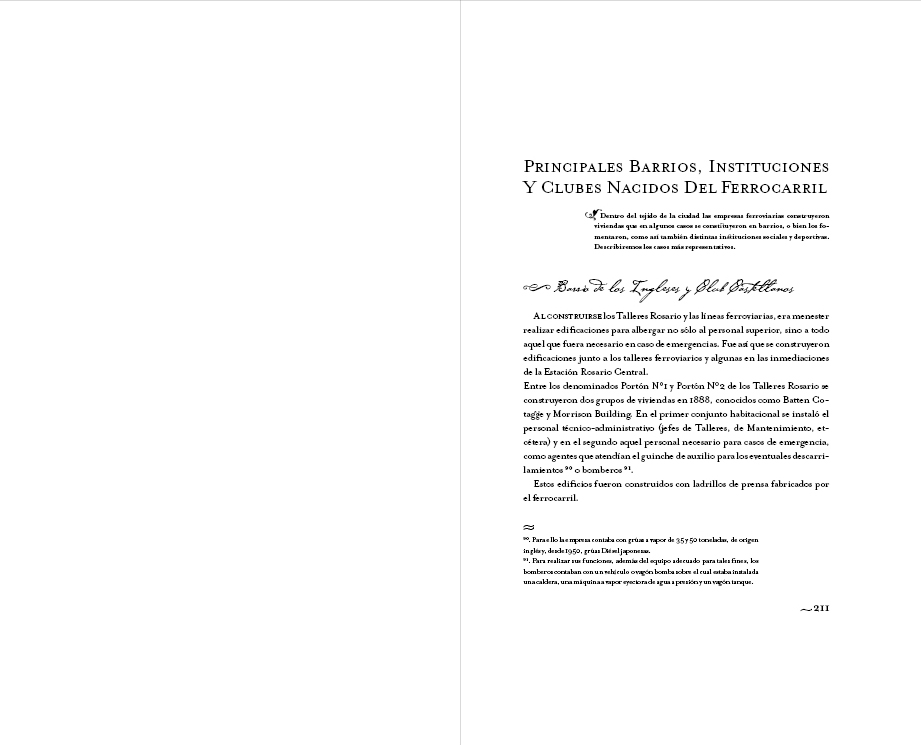 Principales Barrios, Instituciones
Y Clubes Nacidos Del Ferrocarril
Dentro del tejido de la ciudad las empresas ferroviarias construyeron
viviendas que en algunos casos se constituyeron en barrios, o bien los fo-
mentaron, como así también distintas instituciones sociales y deportivas.
Describiremos los casos más representativos.
Barrio de los Ingleses y Club Castellanos
Al construirse los Talleres Rosario y las líneas ferroviarias, era menester
realizar edificaciones para albergar no sólo al personal superior, sino a todo
aquel que fuera necesario en caso de emergencias. Fue así que se construyeron
edificaciones junto a los talleres ferroviarios y algunas en las inmediaciones
de la Estación Rosario Central.
Entre los denominados Portón Nº1 y Portón Nº2 de los Talleres Rosario se
construyeron dos grupos de viviendas en 1888, conocidos como Batten Co-
tagge y Morrison Building. En el primer conjunto habitacional se instaló el
personal técnico-administrativo (jefes de Talleres, de Mantenimiento, et-
cétera) y en el segundo aquel personal necesario para casos de emergencia,
como agentes que atendían el guinche de auxilio para los eventuales descarri-
lamientos 90 o bomberos 91.
Estos edificios fueron construidos con ladrillos de prensa fabricados por
el ferrocarril.
90. Para ello la empresa contaba con grúas a vapor de 35 y 50 toneladas, de origen
inglés y, desde 1950, grúas Diésel japonesas.
91. Para realizar sus funciones, además del equipo adecuado para tales fines, los
bomberos contaban con un vehículo o vagón bomba sobre el cual estaba instalada
una caldera, una máquina a vapor eyectora de agua a presión y un vagón tanque.
211